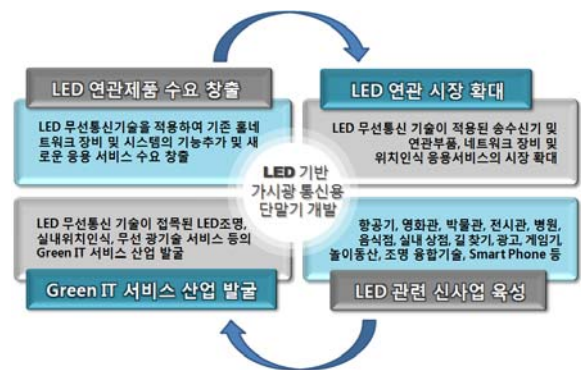 LED 연관제품 수요 창출
LED 무선통신기술을 적용하여 기존 홈네
트워크 장비 및 시스템의 기능추가 및 새
로운 응용 서비스 수요 창출
LED 연관 시장 확대
LED 무선통신 기술이 적용된 송수신기 및
연관부품, 네트워크 장비 및
위치인식 응용서비스의 시장 확대
LED 기반
가시광 통신용
단말기 개발
LED 무선통신 기술이 접목된 LED조명,
실내위치인식, 무선 광기술 서비스 등의
Green IT 서비스 산업 발굴
Green IT 서비스 산업 발굴
항공기, 영화관, 박물관, 전시관, 병원,
음식점, 실내 상점, 길 찾기, 광고, 게임기,
놀이동산, 조명 융합기술, Smart Phone 등
LED 관련 신사업 육성